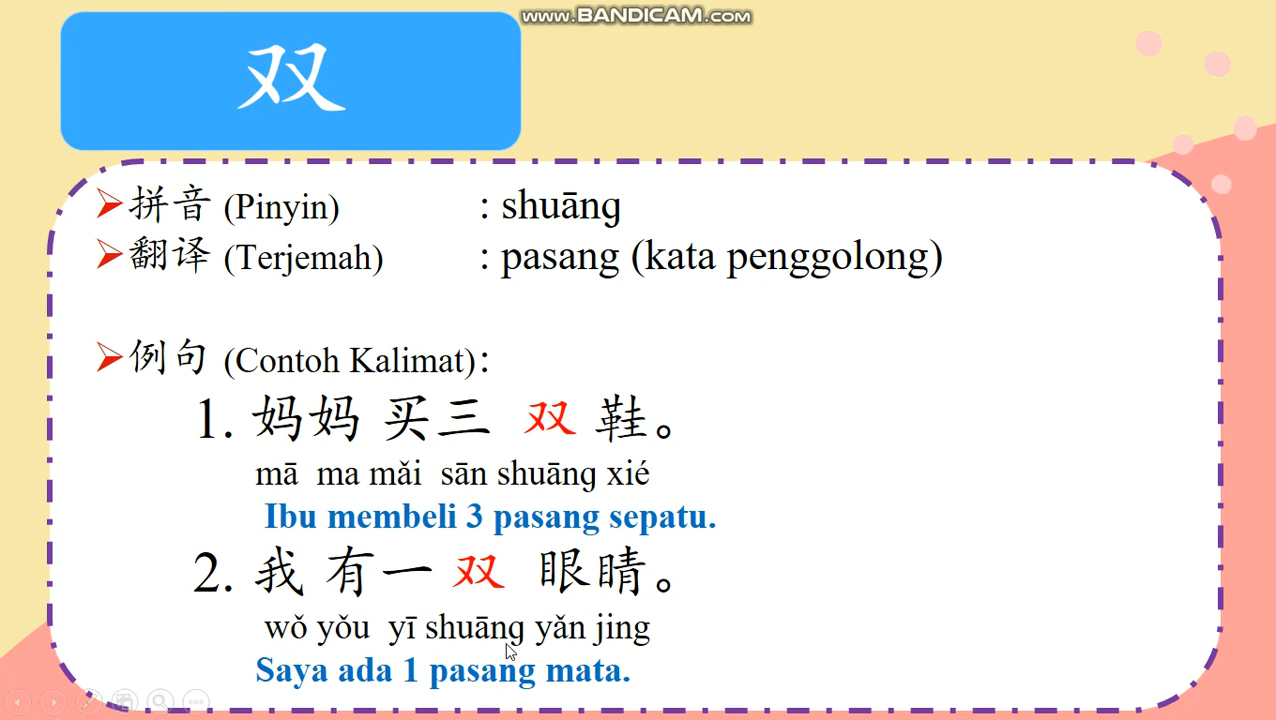 www.BANDICAM.com
双
拼音 (Pinyin) : shuāng
翻译 (Terjemah) : pasang (kata penggolong)
例句 (Contoh Kalimat) :
1. 妈妈 买三 双 鞋。
mā ma mǎi sān shuāng xié
Ibu membeli 3 pasang sepatu.
2. 我 有一 双 眼睛。
wǒ yǒu yī shuāng yǎn jing
Saya ada 1 pasang mata.